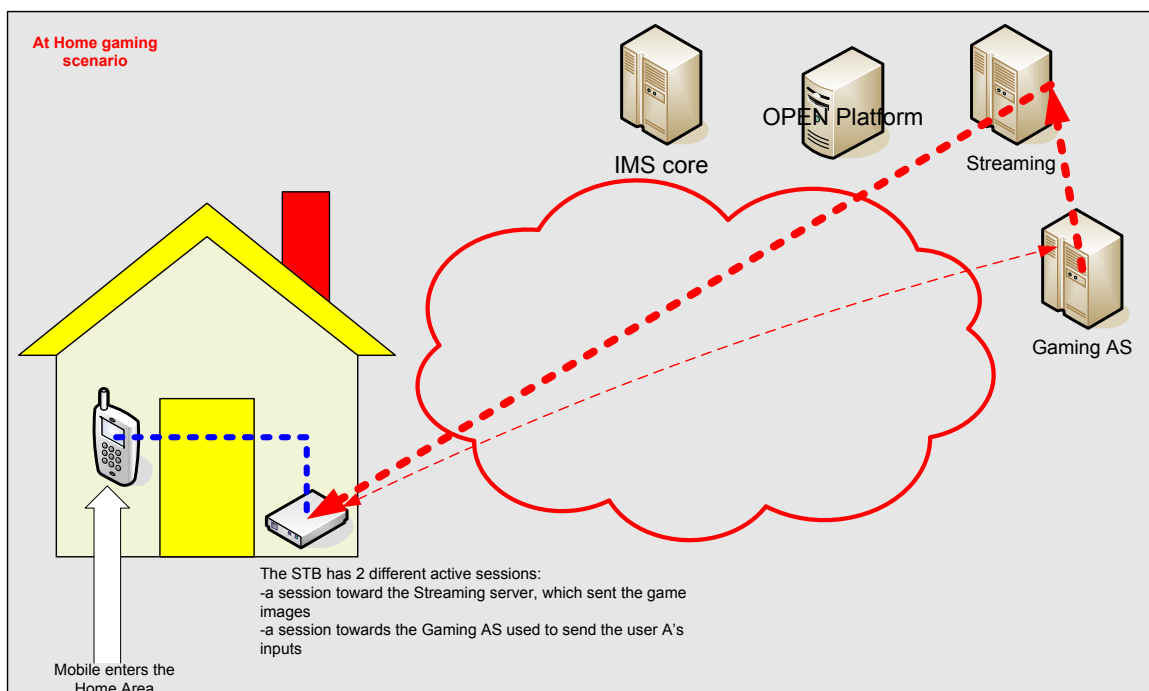 At Home gaming
scenario
IMS core
OPEN Platform
Streaming
Gaming AS
The STB has 2 different active sessions:
-a session toward the Streaming server, which sent the game
images
-a session towards the Gaming AS used to send the user A's
inputs
Mobile enters the
Home Area